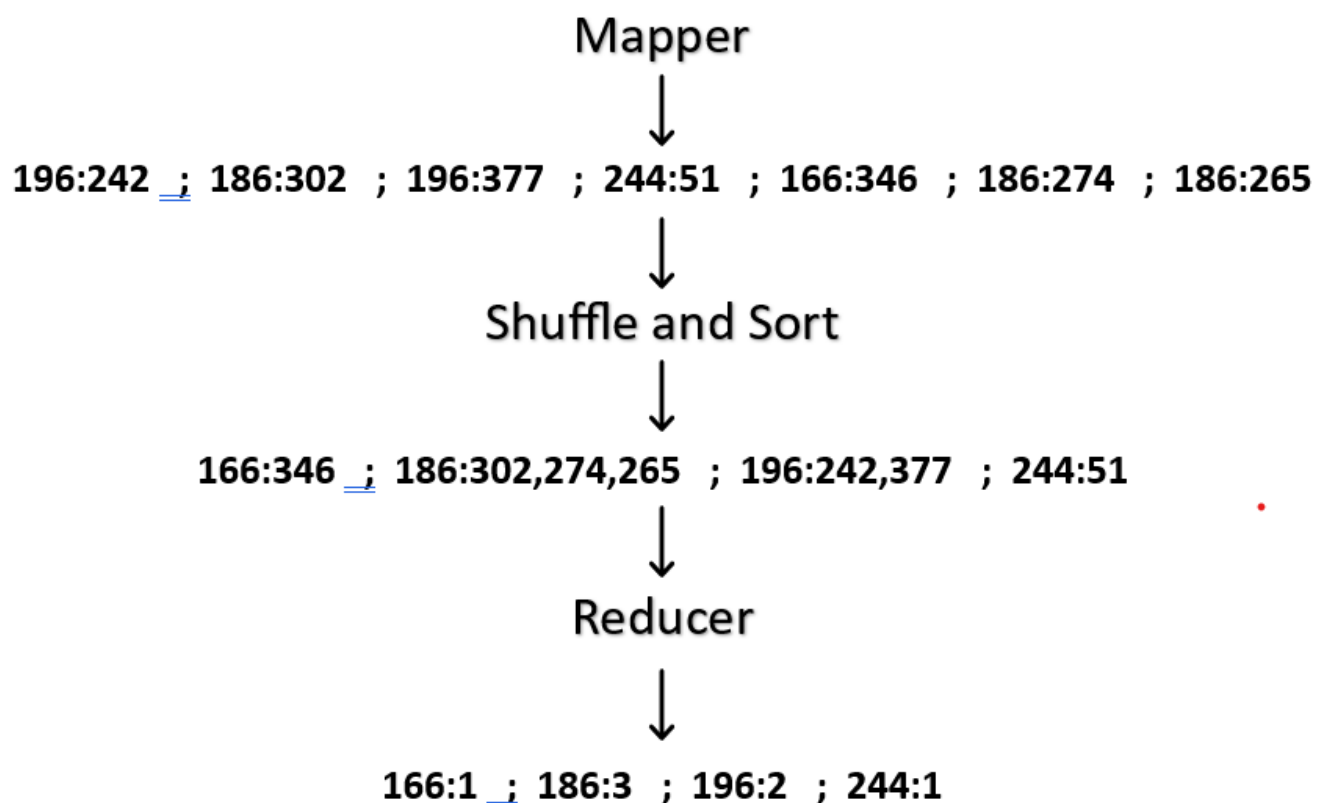 Mapper
196:242 ; 186:302 ; 196:377 ; 244:51 ; 166:346 ; 186:274 ; 186:265
Shuffle and Sort
166:346 ; 186:302,274,265 ; 196:242,377 ; 244:51
Reducer
166:1 ; 186:3 ; 196:2 ; 244:1